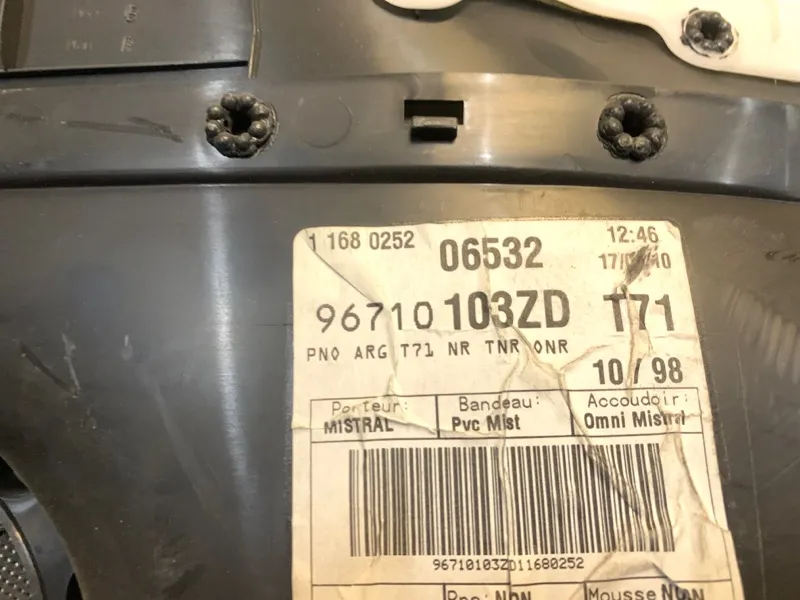 1 168 0252 06532 12:46
96710 103ZD T71
PNO ARG T71 NR TNR ONR
10 / 98
Porteur: Bandeau: Accoudoir:
MISTRAL Pvc Mist Omni Mistral
96710103ZD11680252
NON Mousse